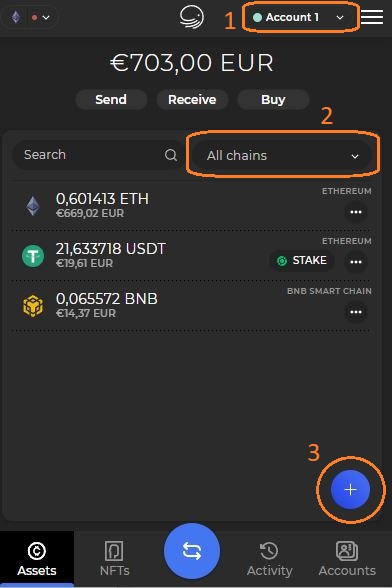 1
Account 1
€703,00 EUR
Send Receive Buy
2
Search All chains
ETHEREUM
0,601413 ETH
€669,02 EUR
ETHEREUM
21,633718 USDT
€19,61 EUR STAKE
BNB SMART CHAIN
0,065572 BNB
€14,37 EUR
3
Assets NFTs Activity Accounts